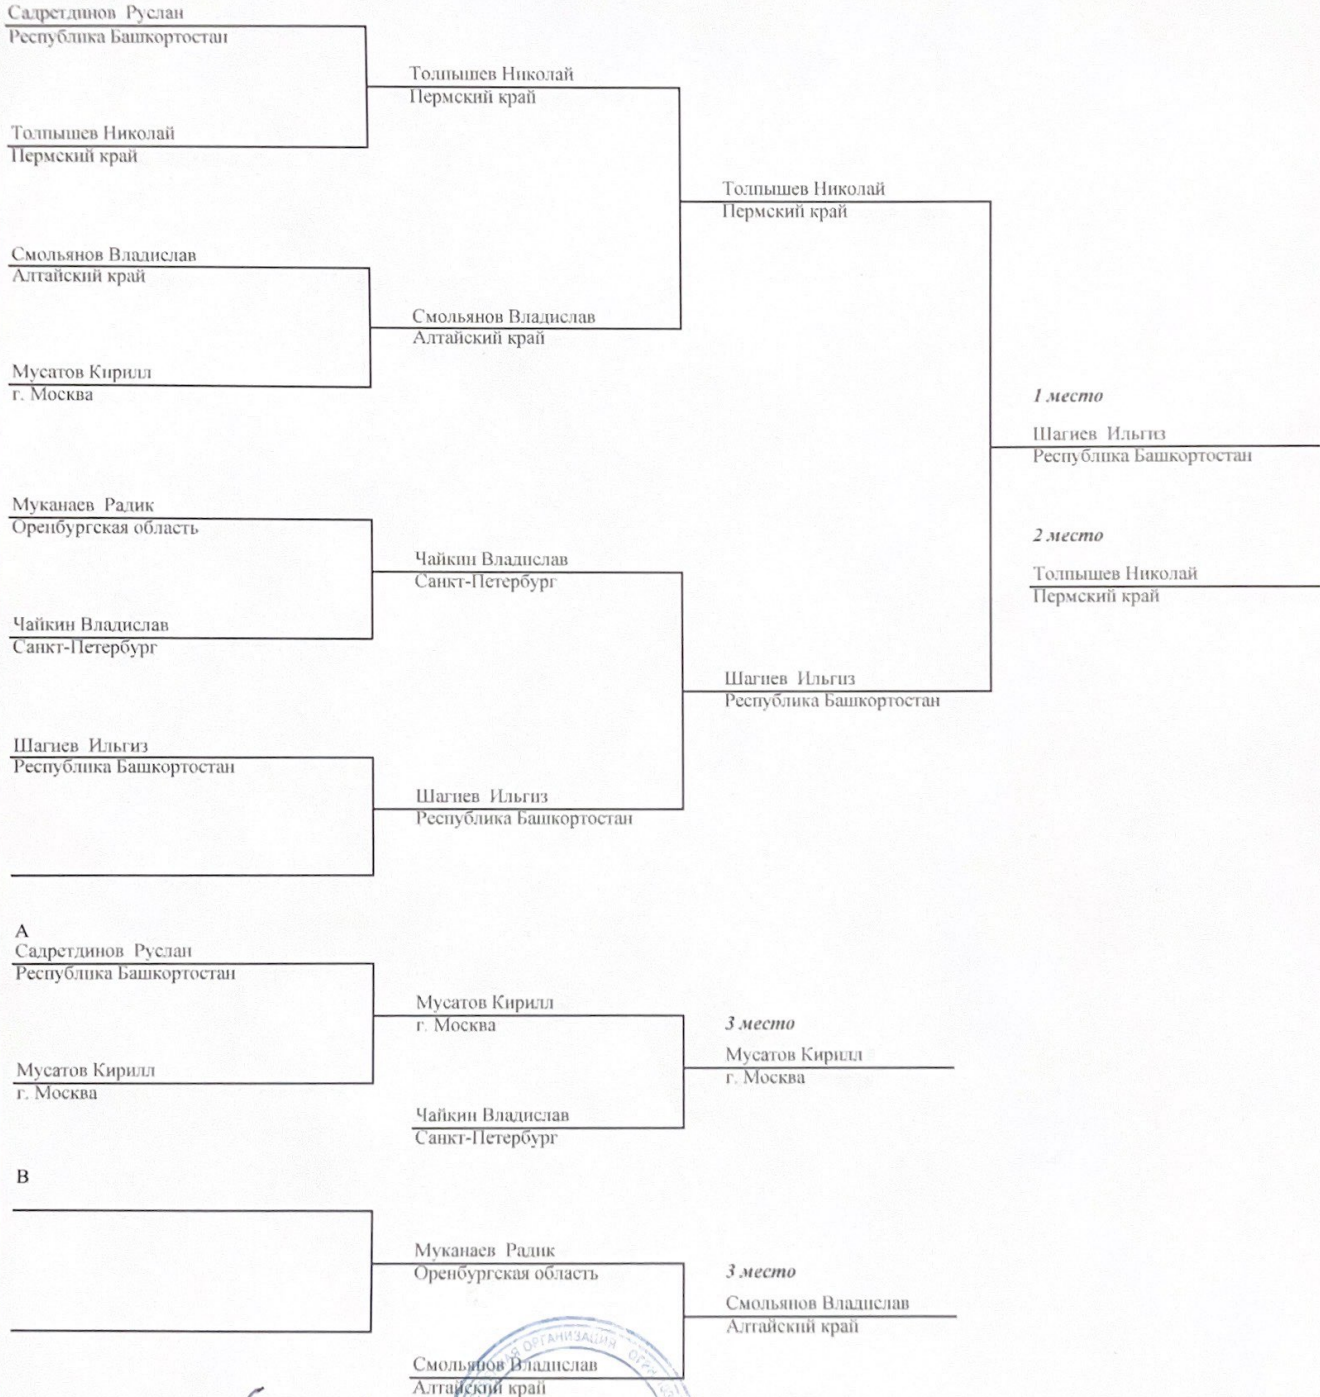 Садретдинов Руслан
Республика Башкортостан
Толпышев Николай
Пермский край
Толпышев Николай
Пермский край
Толпышев Николай
Пермский край
Смольянов Владислав
Алтайский край
Смольянов Владислав
Алтайский край
Мусатов Кирилл
г. Москва
1 место
Шагиев Ильгиз
Республика Башкортостан
Муканаев Радик
Оренбургская область
2 место
Чайкин Владислав
Санкт-Петербург
Толпышев Николай
Пермский край
Чайкин Владислав
Санкт-Петербург
Шагиев Ильгиз
Республика Башкортостан
Шагиев Ильгиз
Республика Башкортостан
Шагиев Ильгиз
Республика Башкортостан
А
Садретдинов Руслан
Республика Башкортостан
Мусатов Кирилл
г. Москва
3 место
Мусатов Кирилл
г. Москва
Мусатов Кирилл
г. Москва
Чайкин Владислав
Санкт-Петербург
В
Муканаев Радик
Оренбургская область
3 место
Смольянов Владислав
Алтайский край
ОРГАНИЗАЦИЯ
Смольянов Владислав
Алтайский край